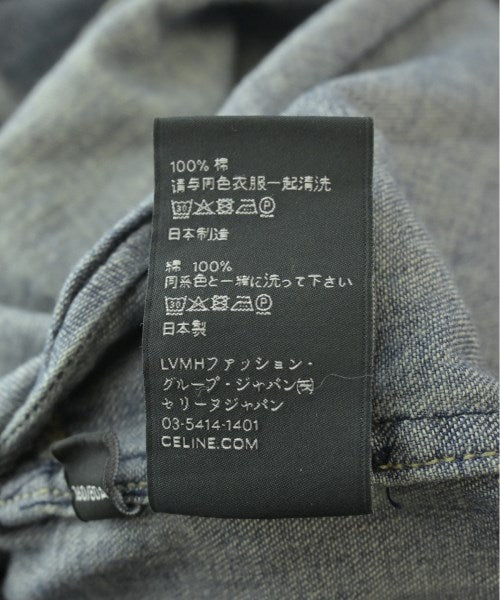 100% 棉
请与同色衣服一起清洗
日本制造
綿 100%
同系色と一緒に洗って下さい
日本製
LVMHファッション・
グループ・ジャパン㈱
セリーヌジャパン
03-5414-1401
CELINE.COM